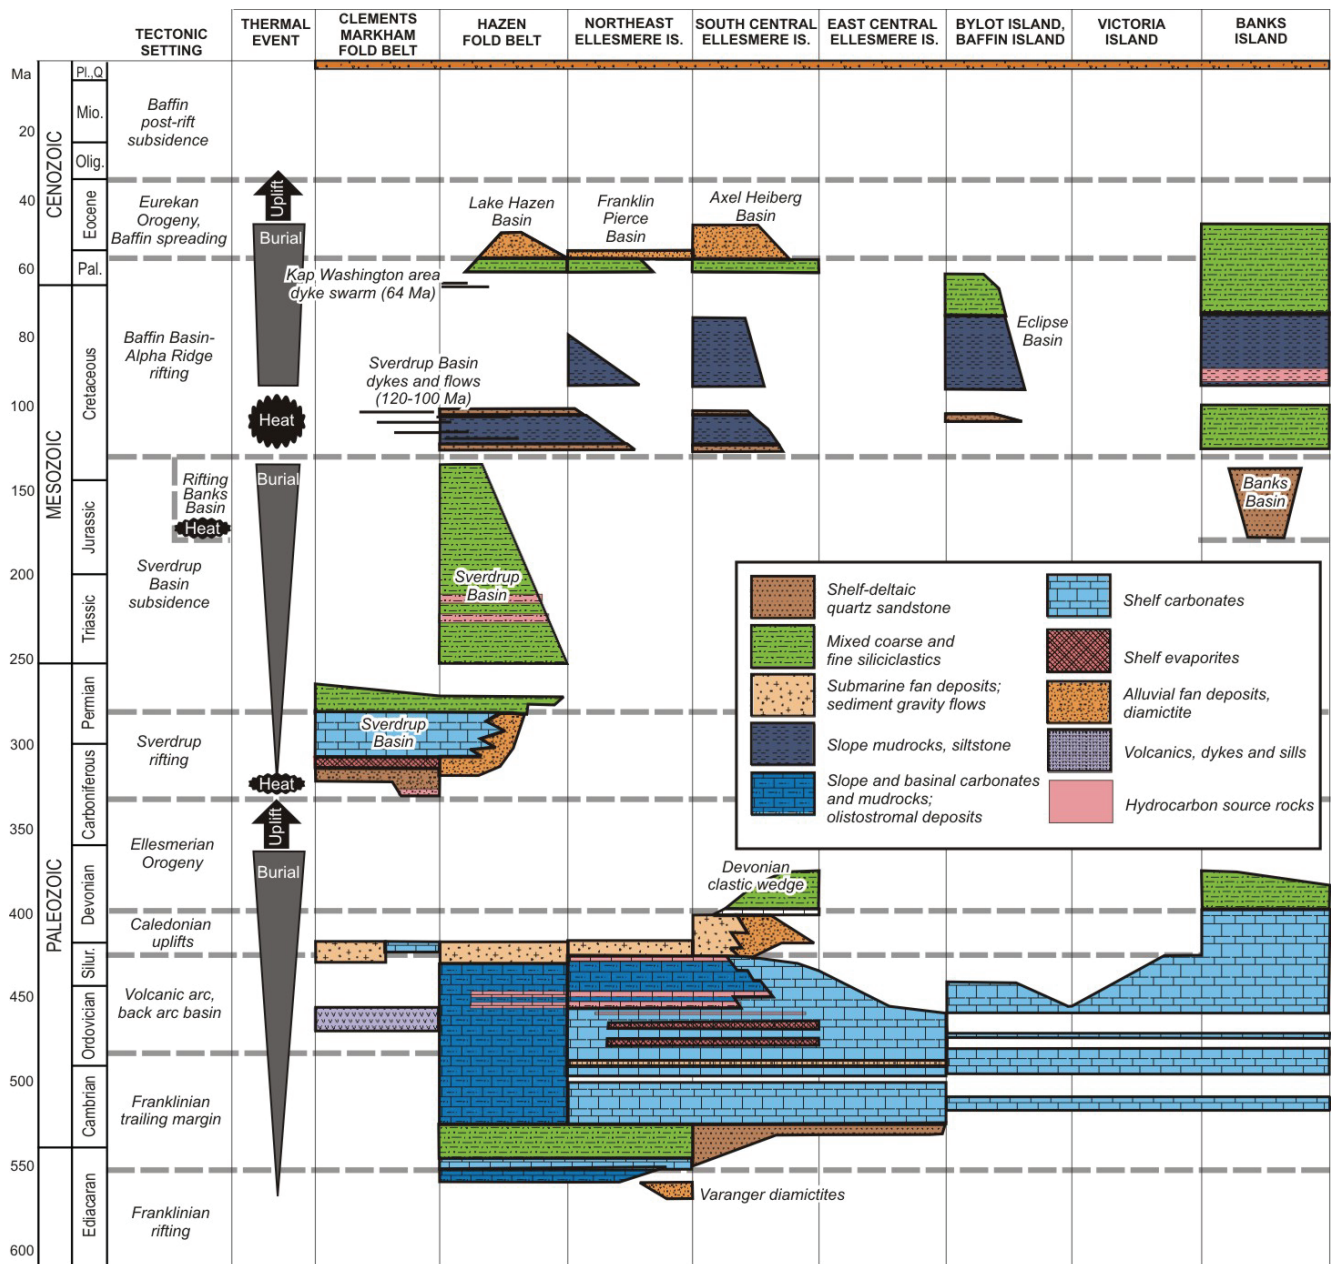 TECTONIC
SETTING
THERMAL
EVENT
CLEMENTS
MARKHAM
FOLD BELT
HAZEN
FOLD BELT
NORTHEAST
ELLESMERE IS.
SOUTH CENTRAL
ELLESMERE IS.
EAST CENTRAL
ELLESMERE IS.
BYLOT ISLAND,
BAFFIN ISLAND
VICTORIA
ISLAND
BANKS
ISLAND
Ma
20
40
60
80
100
150
200
250
300
350
400
450
500
550
600
CENOZOIC
MESOZOIC
PALEOZOIC
Pl.,Q
Mio.
Olig.
Eocene
Pal.
Cretaceous
Jurassic
Triassic
Permian
Carboniferous
Devonian
Silur.
Ordovician
Cambrian
Ediacaran
Baffin
post-rift
subsidence
Eurekan
Orogeny,
Baffin spreading
Baffin Basin-
Alpha Ridge
rifting
Rifting
Banks
Basin
Heat
Sverdrup
Basin
subsidence
Sverdrup
rifting
Ellesmerian
Orogeny
Caledonian
uplifts
Volcanic arc,
back arc basin
Franklinian
trailing margin
Franklinian
rifting
Uplift
Burial
Heat
Burial
Heat
Uplift
Burial
Lake Hazen
Basin
Franklin
Pierce
Basin
Axel Heiberg
Basin
Kap Washington area
dyke swarm (64 Ma)
Eclipse
Basin
Sverdrup Basin
dykes and flows
(120-100 Ma)
Banks
Basin
Sverdrup
Basin
Sverdrup
Basin
Devonian
clastic wedge
Varanger diamictites
Shelf-deltaic
quartz sandstone
Mixed coarse and
fine siliciclastics
Submarine fan deposits;
sediment gravity flows
Slope mudrocks, siltstone
Slope and basinal carbonates
and mudrocks;
olistostromal deposits
Shelf carbonates
Shelf evaporites
Alluvial fan deposits,
diamictite
Volcanics, dykes and sills
Hydrocarbon source rocks